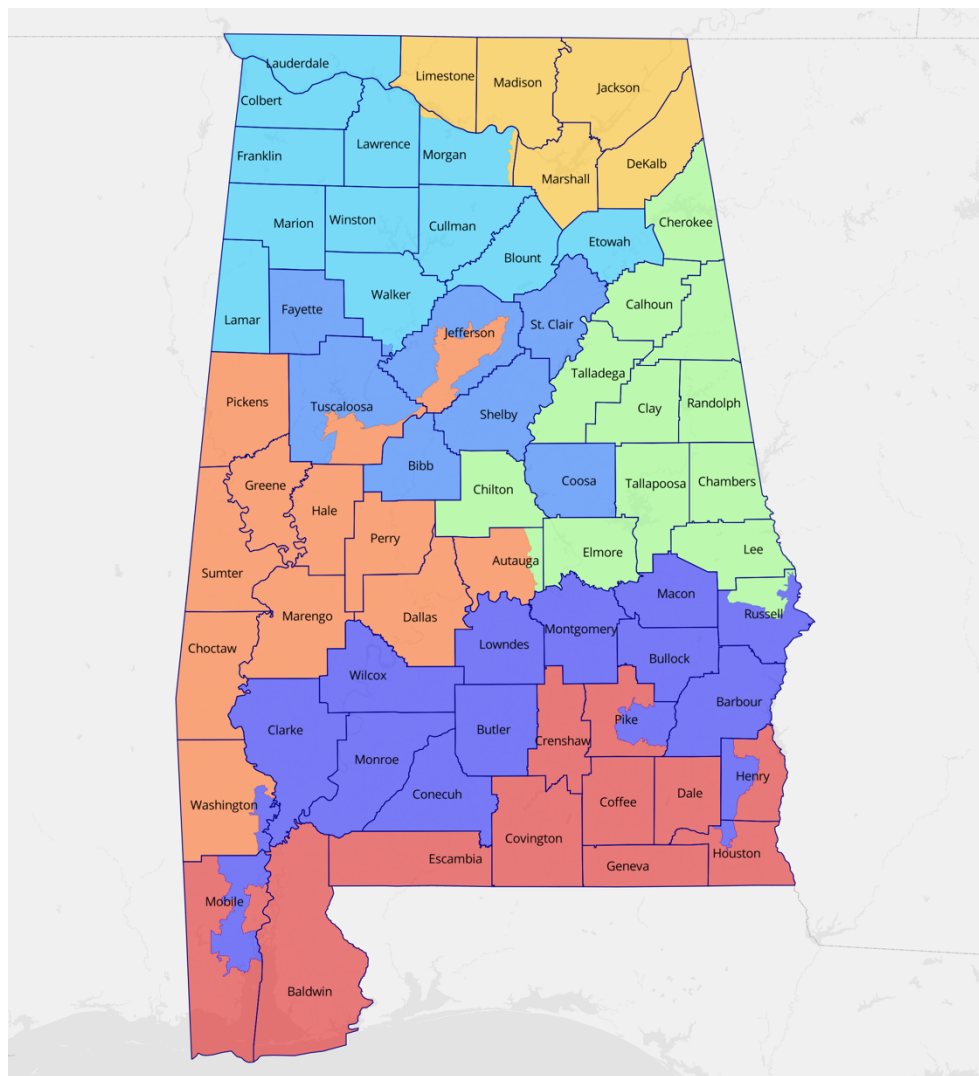 Lauderdale
Limestone
Madison
Jackson
Colbert
Lawrence
Morgan
Franklin
Marshall
DeKalb
Cherokee
Marion
Winston
Cullman
Blount
Etowah
Lamar
Fayette
Walker
Jefferson
St. Clair
Calhoun
Talladega
Pickens
Tuscaloosa
Shelby
Clay
Randolph
Greene
Bibb
Chilton
Coosa
Tallapoosa
Chambers
Hale
Perry
Autauga
Elmore
Lee
Sumter
Marengo
Dallas
Macon
Russell
Choctaw
Lowndes
Montgomery
Bullock
Wilcox
Clarke
Butler
Crenshaw
Pike
Barbour
Monroe
Conecuh
Henry
Washington
Covington
Coffee
Dale
Escambia
Geneva
Houston
Mobile
Baldwin